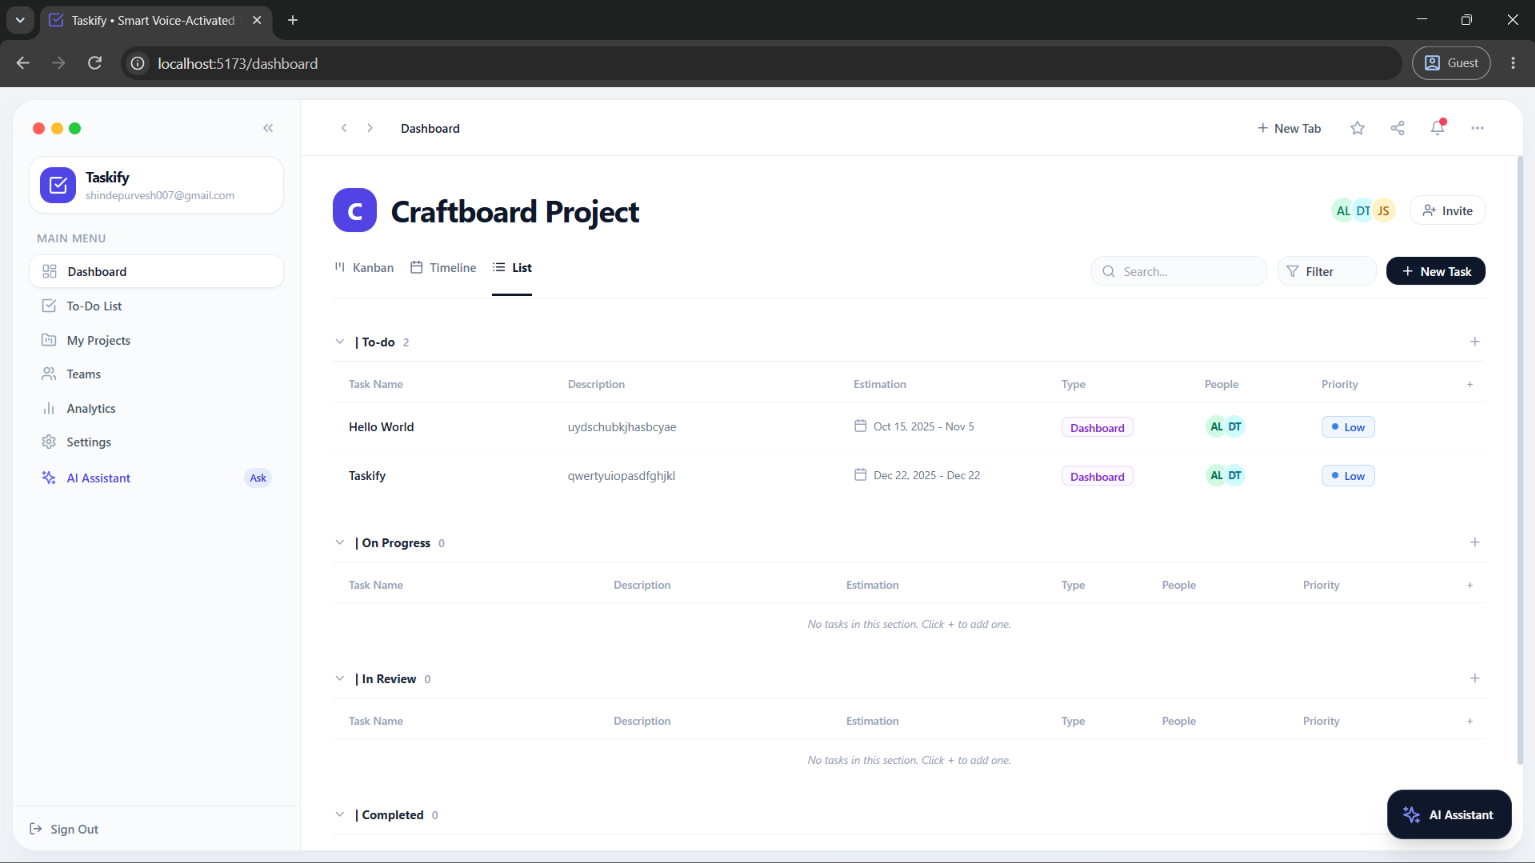 Taskify • Smart Voice-Activated
localhost:5173/dashboard
Guest
Taskify
shindepurvesh007@gmail.com
MAIN MENU
Dashboard
To-Do List
My Projects
Teams
Analytics
Settings
AI Assistant Ask
Sign Out
Dashboard
+ New Tab
C Craftboard Project
AL DT JS Invite
Kanban Timeline List
Search... Filter + New Task
| To-do 2
Task Name Description Estimation Type People Priority +
Hello World uydschubkjhasbcyae Oct 15, 2025 - Nov 5 Dashboard AL DT Low
Taskify qwertyuiopasdfghjkl Dec 22, 2025 - Dec 22 Dashboard AL DT Low
| On Progress 0
Task Name Description Estimation Type People Priority +
No tasks in this section. Click + to add one.
| In Review 0
Task Name Description Estimation Type People Priority +
No tasks in this section. Click + to add one.
| Completed 0
AI Assistant